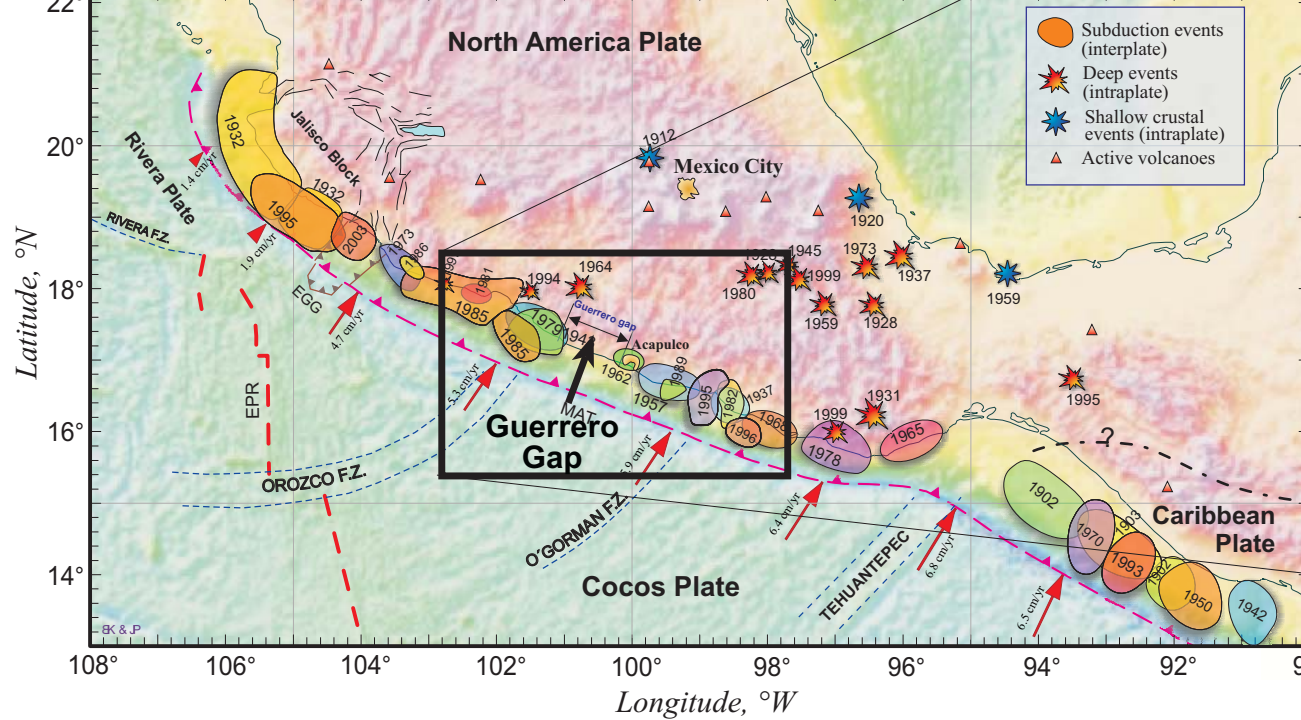 22°
20°
18°
16°
14°
Latitude, °N
108°
106°
104°
102°
100°
98°
96°
94°
92°
9
Longitude, °W
North America Plate
Subduction events
(interplate)
Deep events
(intraplate)
Shallow crustal
events (intraplate)
Active volcanoes
Rivera Plate
RIVERA F.Z.
Jalisco Block
1932
1932
1995
2003
1973
1986
1.4 cm/yr
1.9 cm/yr
4.7 cm/yr
EGG
EPR
1912
Mexico City
1920
1945
1973
1937
1980
1999
1959
1928
1959
1981
1994
1964
1985
1979
1985
Guerrero gap
Acapulco
1962
1957
1989
1995
1982
1937
1996
MAT
Guerrero
Gap
5.3 cm/yr
OROZCO F.Z.
O'GORMAN F.Z.
Cocos Plate
1999
1931
1978
1965
1995
6.4 cm/yr
6.8 cm/yr
6.5 cm/yr
TEHUANTEPEC
?
1902
1970
1903
1993
1950
1942
Caribbean
Plate